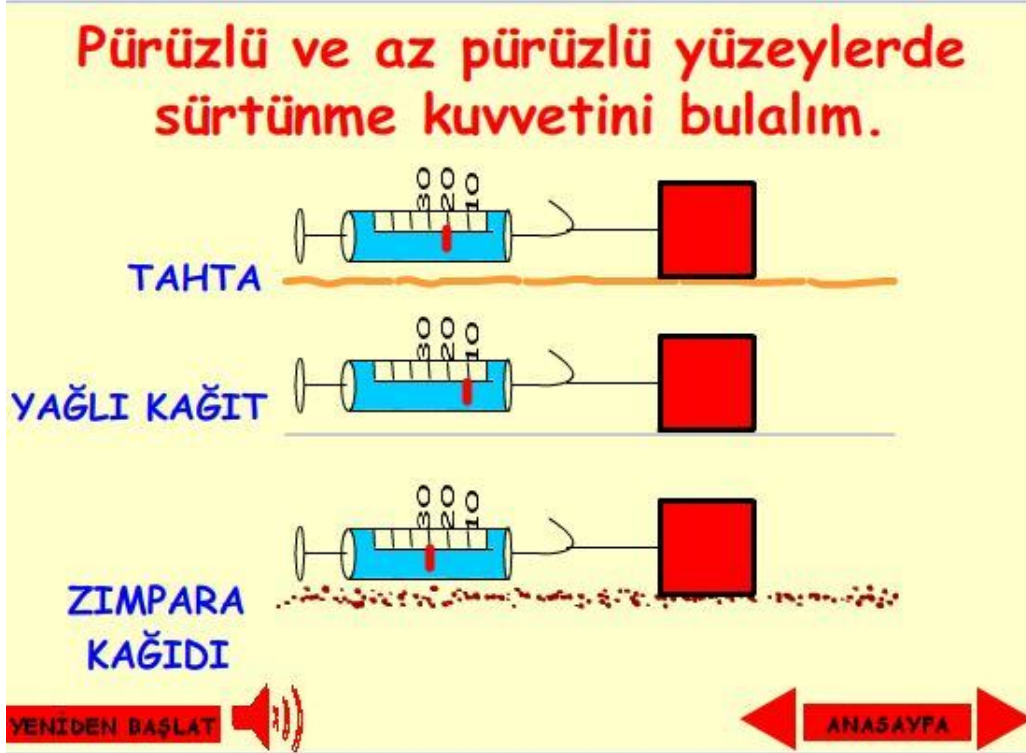 Pürüzlü ve az pürüzlü yüzeylerde
sürtünme kuvvetini bulalım.
30 20 10
TAHTA
30 20 10
YAĞLI KAĞIT
30 20 10
ZIMPARA
KAĞIDI
YENİDEN BAŞLAT
ANASAYFA